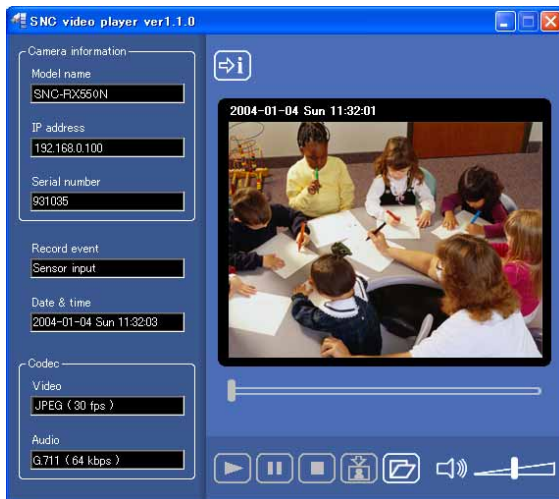 SNC video player ver1.1.0
Camera information
Model name
SNC-RX550N
IP address
192.168.0.100
Serial number
931035
Record event
Sensor input
Date & time
2004-01-04 Sun 11:32:03
Codec
Video
JPEG ( 30 fps )
Audio
G.711 ( 64 kbps )
i
2004-01-04 Sun 11:32:01